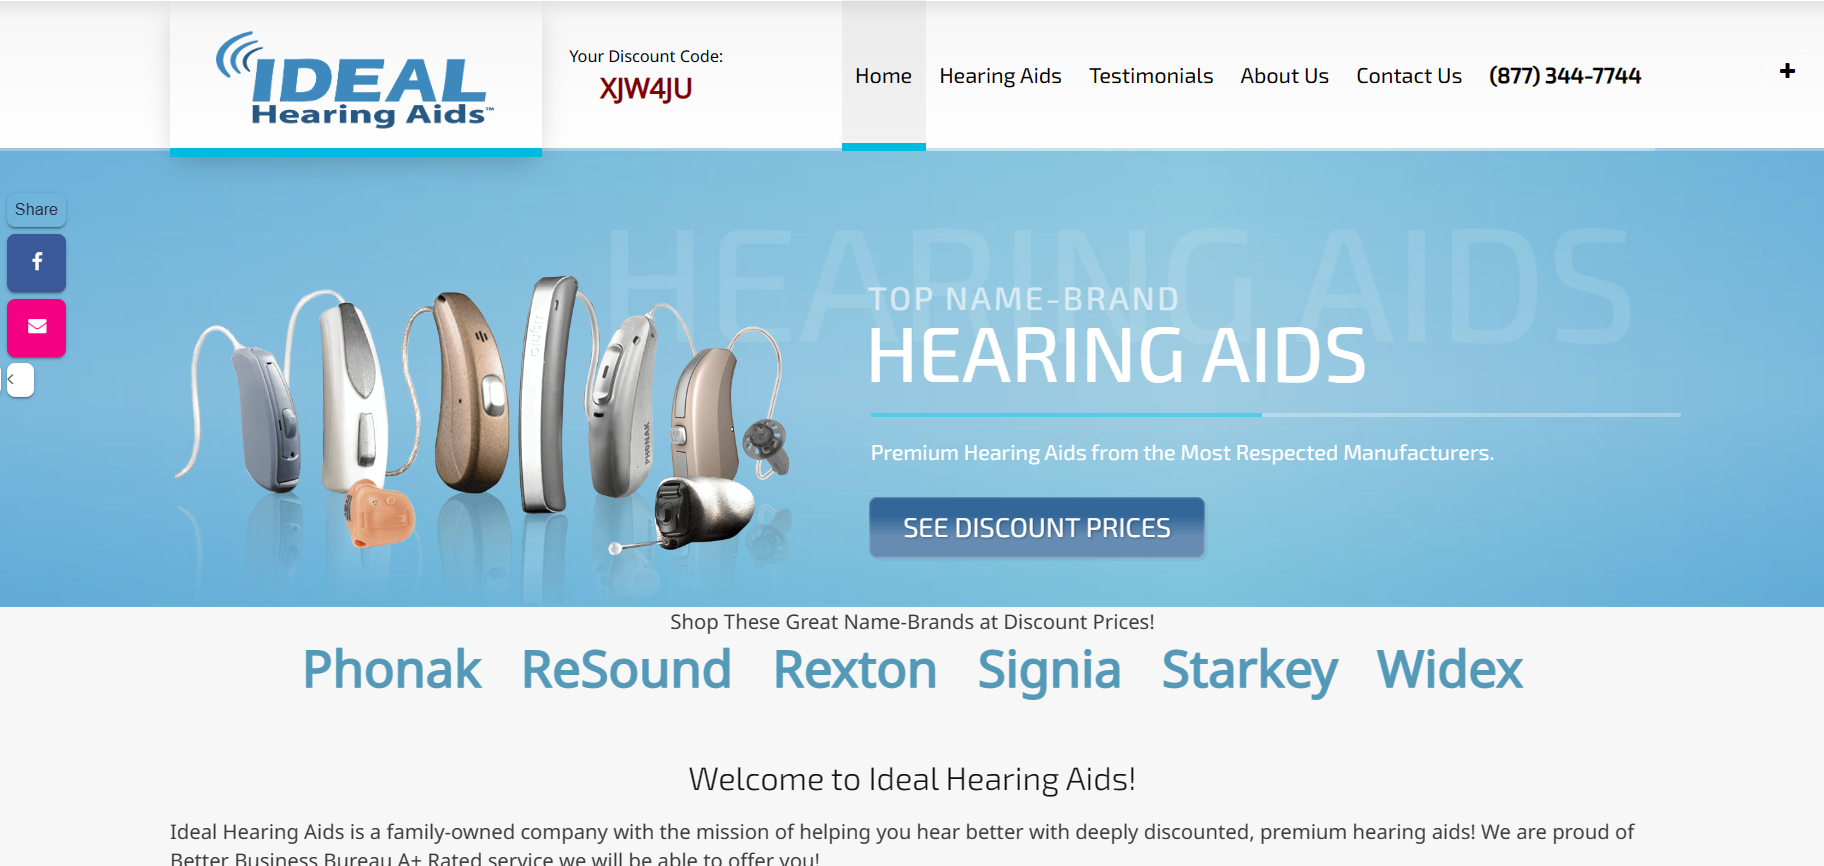 IDEAL
Hearing Aids™
Your Discount Code:
XJW4JU
Home Hearing Aids Testimonials About Us Contact Us (877) 344-7744
Share
HEARING AIDS
TOP NAME-BRAND
HEARING AIDS
Premium Hearing Aids from the Most Respected Manufacturers.
SEE DISCOUNT PRICES
signia
PHONAK
Shop These Great Name-Brands at Discount Prices!
Phonak ReSound Rexton Signia Starkey Widex
Welcome to Ideal Hearing Aids!
Ideal Hearing Aids is a family-owned company with the mission of helping you hear better with deeply discounted, premium hearing aids! We are proud of
Better Business Bureau A+ Rated service we will be able to offer you!